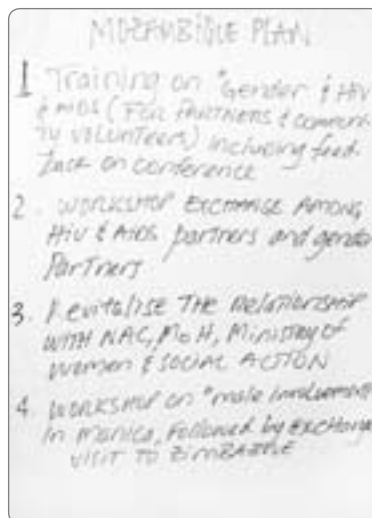 MOZAMBIQUE PLAN
1 Training on "Gender & HIV
& AIDS (FOR PARTNERS & COMMUNI-
TY VOLUNTEERS) including feed-
back on conference
2. WORKSHOP EXCHANGE AMONG
HIV & AIDS partners and gender
Partners
3. Revitalise THE Relationship
WITH NAC, MoH, Ministry of
women & SOCIAL ACTION
4. WORKSHOP on "male involvement
In Manica, Followed by EXCHANGE
VISIT TO ZIMBABWE